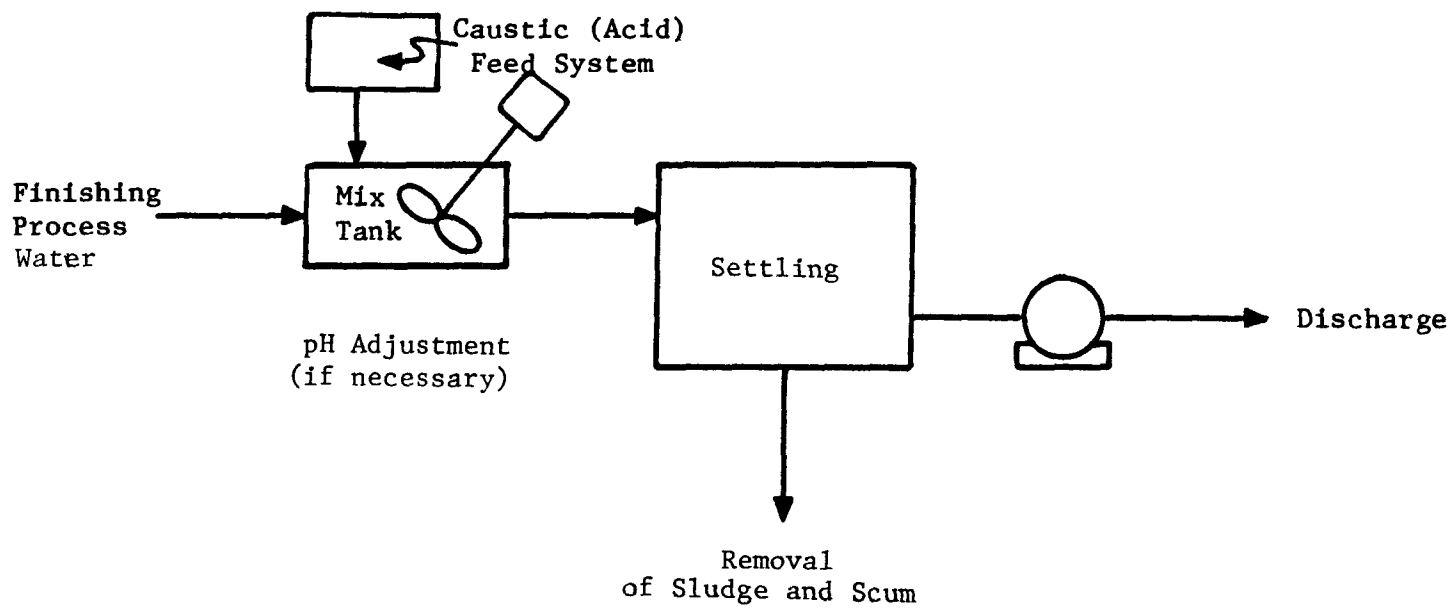 Caustic (Acid)
Feed System
Finishing
Process
Water
Mix
Tank
Settling
Discharge
pH Adjustment
(if necessary)
Removal
of Sludge and Scum